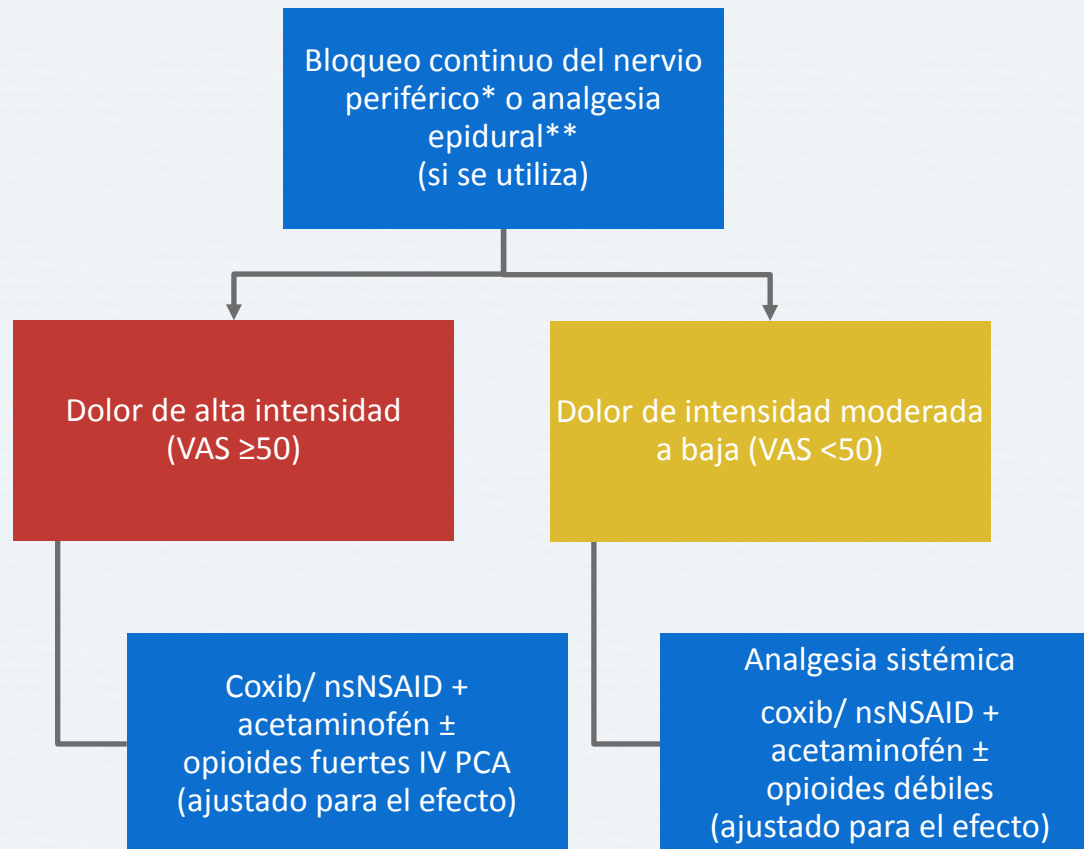 Bloqueo continuo del nervio
periférico* o analgesia
epidural**
(si se utiliza)
Dolor de alta intensidad
(VAS ≥50)
Dolor de intensidad moderada
a baja (VAS <50)
Coxib/ nsNSAID +
acetaminofén ±
opioides fuertes IV PCA
(ajustado para el efecto)
Analgesia sistémica
coxib/ nsNSAID +
acetaminofén ±
opioides débiles
(ajustado para el efecto)